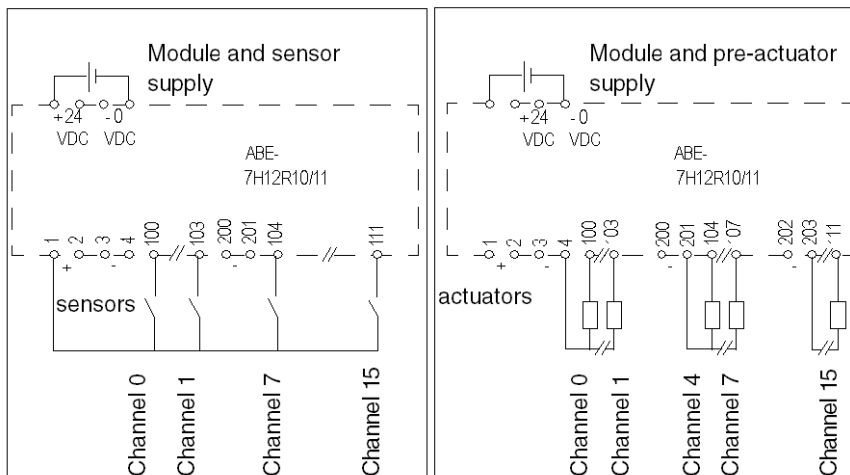 Module and sensor
supply
+24 -0
VDC VDC
ABE-
7H12R10/11
1 2 3 4 100 103 200 201 104 111
+ - -
sensors
Channel 0
Channel 1
Channel 7
Channel 15
Module and pre-actuator
supply
+24 -0
VDC VDC
ABE-
7H12R10/11
1 2 3 4 100 '03 200 201 104 '07 202 203 '11
+ - - -
actuators
Channel 0
Channel 1
Channel 4
Channel 7
Channel 15